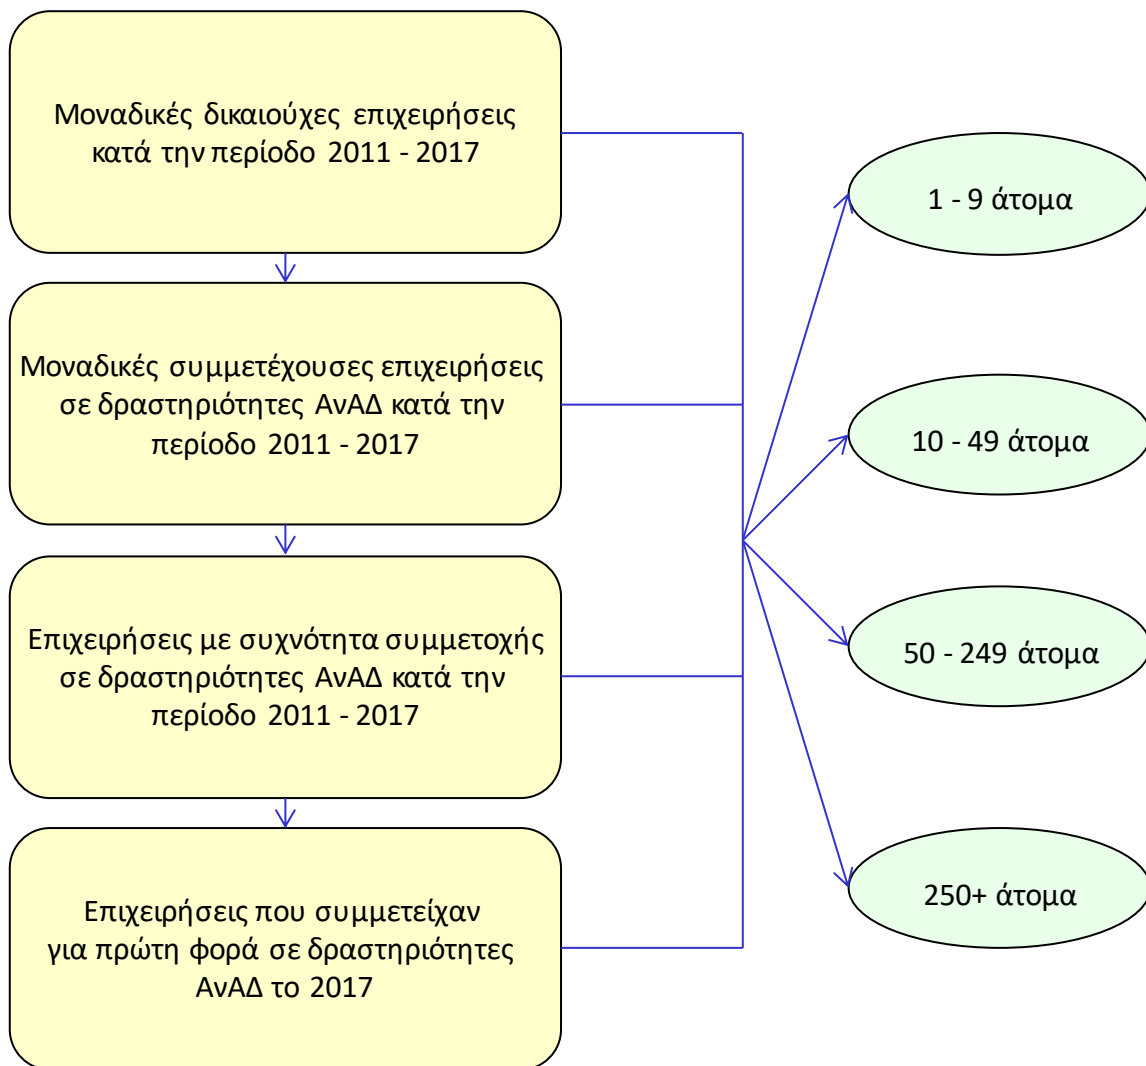 Μοναδικές δικαιούχες επιχειρήσεις
κατά την περίοδο 2011 - 2017
Μοναδικές συμμετέχουσες επιχειρήσεις
σε δραστηριότητες ΑνΑΔ κατά την
περίοδο 2011 - 2017
Επιχειρήσεις με συχνότητα συμμετοχής
σε δραστηριότητες ΑνΑΔ κατά την
περίοδο 2011 - 2017
Επιχειρήσεις που συμμετείχαν
για πρώτη φορά σε δραστηριότητες
ΑνΑΔ το 2017
1 - 9 άτομα
10 - 49 άτομα
50 - 249 άτομα
250+ άτομα